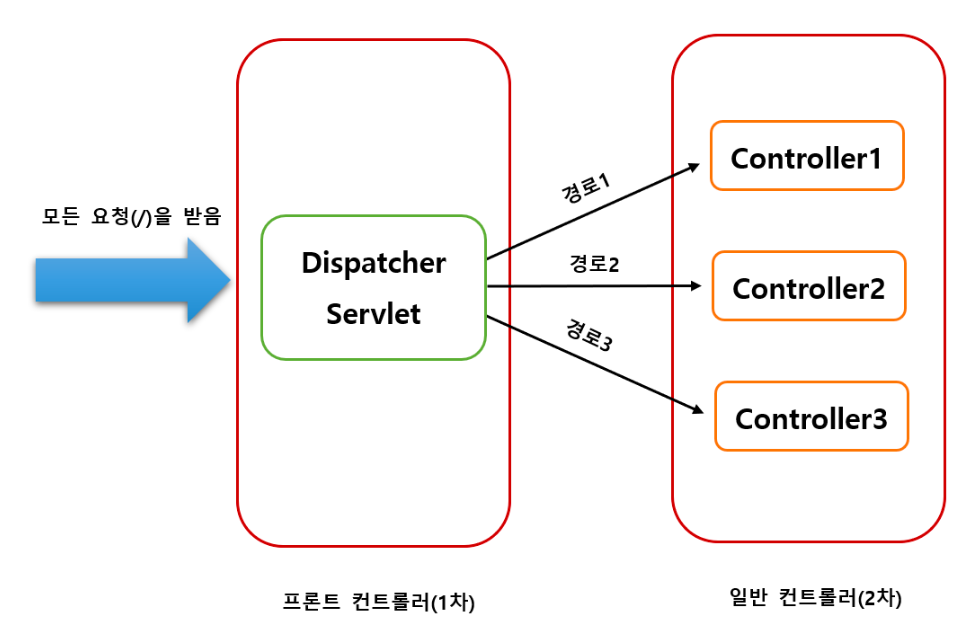 모든 요청(/)을 받음
Dispatcher
Servlet
경로1
경로2
경로3
Controller1
Controller2
Controller3
프론트 컨트롤러(1차)
일반 컨트롤러(2차)